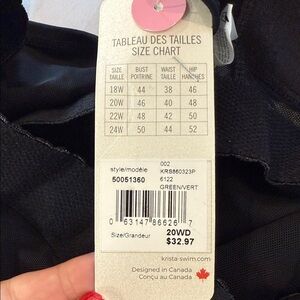 TABLEAU DES TAILLES
SIZE CHART
SIZE TAILLE BUST POITRINE WAIST TAILLE HIP HANCHES
18W 44 38 46
20W 46 40 48
22W 48 42 50
24W 50 44 52
002
style/modèle KRS860323P
50051360 6122
GREEN/VERT
0 63147 86626 7
Size/Grandeur 20WD
$32.97
krista-swim.com
Designed in Canada
Conçu au Canada